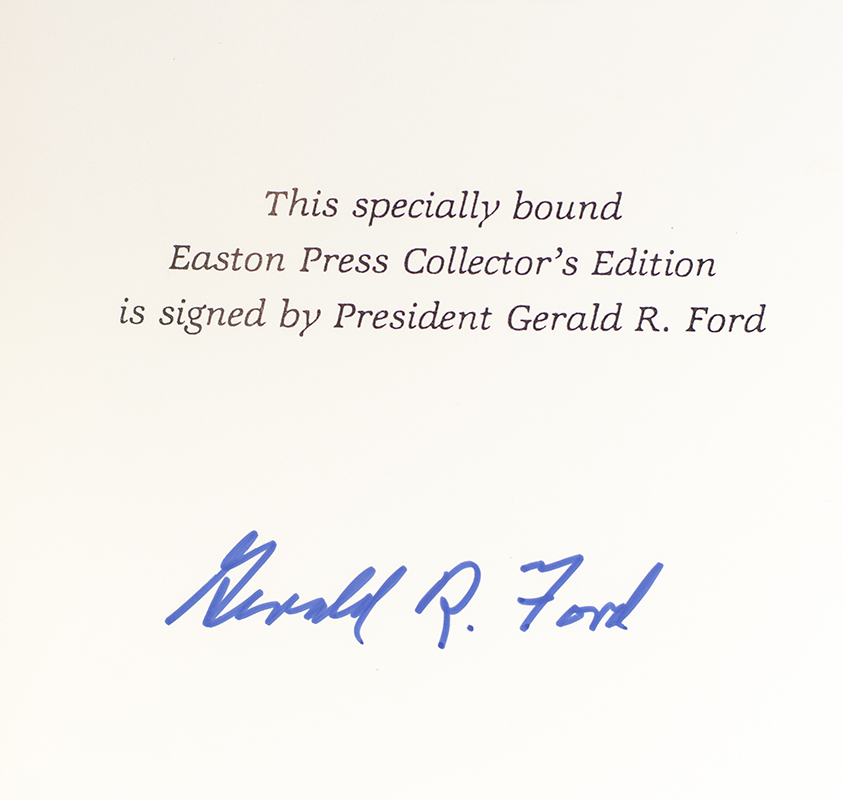 This specially bound
Easton Press Collector's Edition
is signed by President Gerald R. Ford
Gerald R. Ford